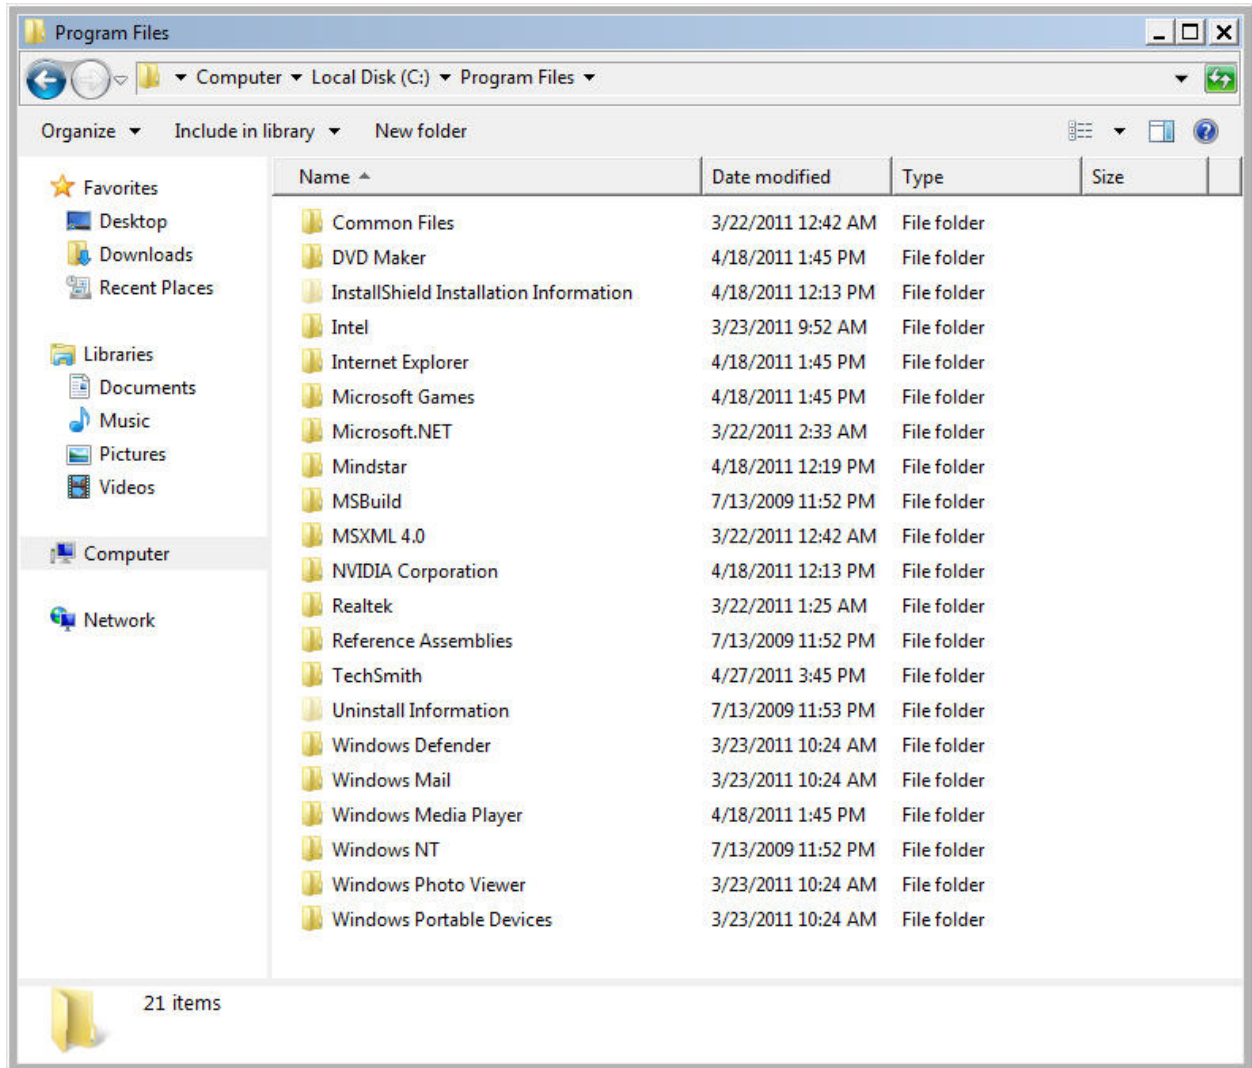 Program Files
Computer Local Disk (C:) Program Files
Organize Include in library New folder
Favorites
Desktop
Downloads
Recent Places
Libraries
Documents
Music
Pictures
Videos
Computer
Network
Name Date modified Type Size
Common Files 3/22/2011 12:42 AM File folder
DVD Maker 4/18/2011 1:45 PM File folder
InstallShield Installation Information 4/18/2011 12:13 PM File folder
Intel 3/23/2011 9:52 AM File folder
Internet Explorer 4/18/2011 1:45 PM File folder
Microsoft Games 4/18/2011 1:45 PM File folder
Microsoft.NET 3/22/2011 2:33 AM File folder
Mindstar 4/18/2011 12:19 PM File folder
MSBuild 7/13/2009 11:52 PM File folder
MSXML 4.0 3/22/2011 12:42 AM File folder
NVIDIA Corporation 4/18/2011 12:13 PM File folder
Realtek 3/22/2011 1:25 AM File folder
Reference Assemblies 7/13/2009 11:52 PM File folder
TechSmith 4/27/2011 3:45 PM File folder
Uninstall Information 7/13/2009 11:53 PM File folder
Windows Defender 3/23/2011 10:24 AM File folder
Windows Mail 3/23/2011 10:24 AM File folder
Windows Media Player 4/18/2011 1:45 PM File folder
Windows NT 7/13/2009 11:52 PM File folder
Windows Photo Viewer 3/23/2011 10:24 AM File folder
Windows Portable Devices 3/23/2011 10:24 AM File folder
21 items